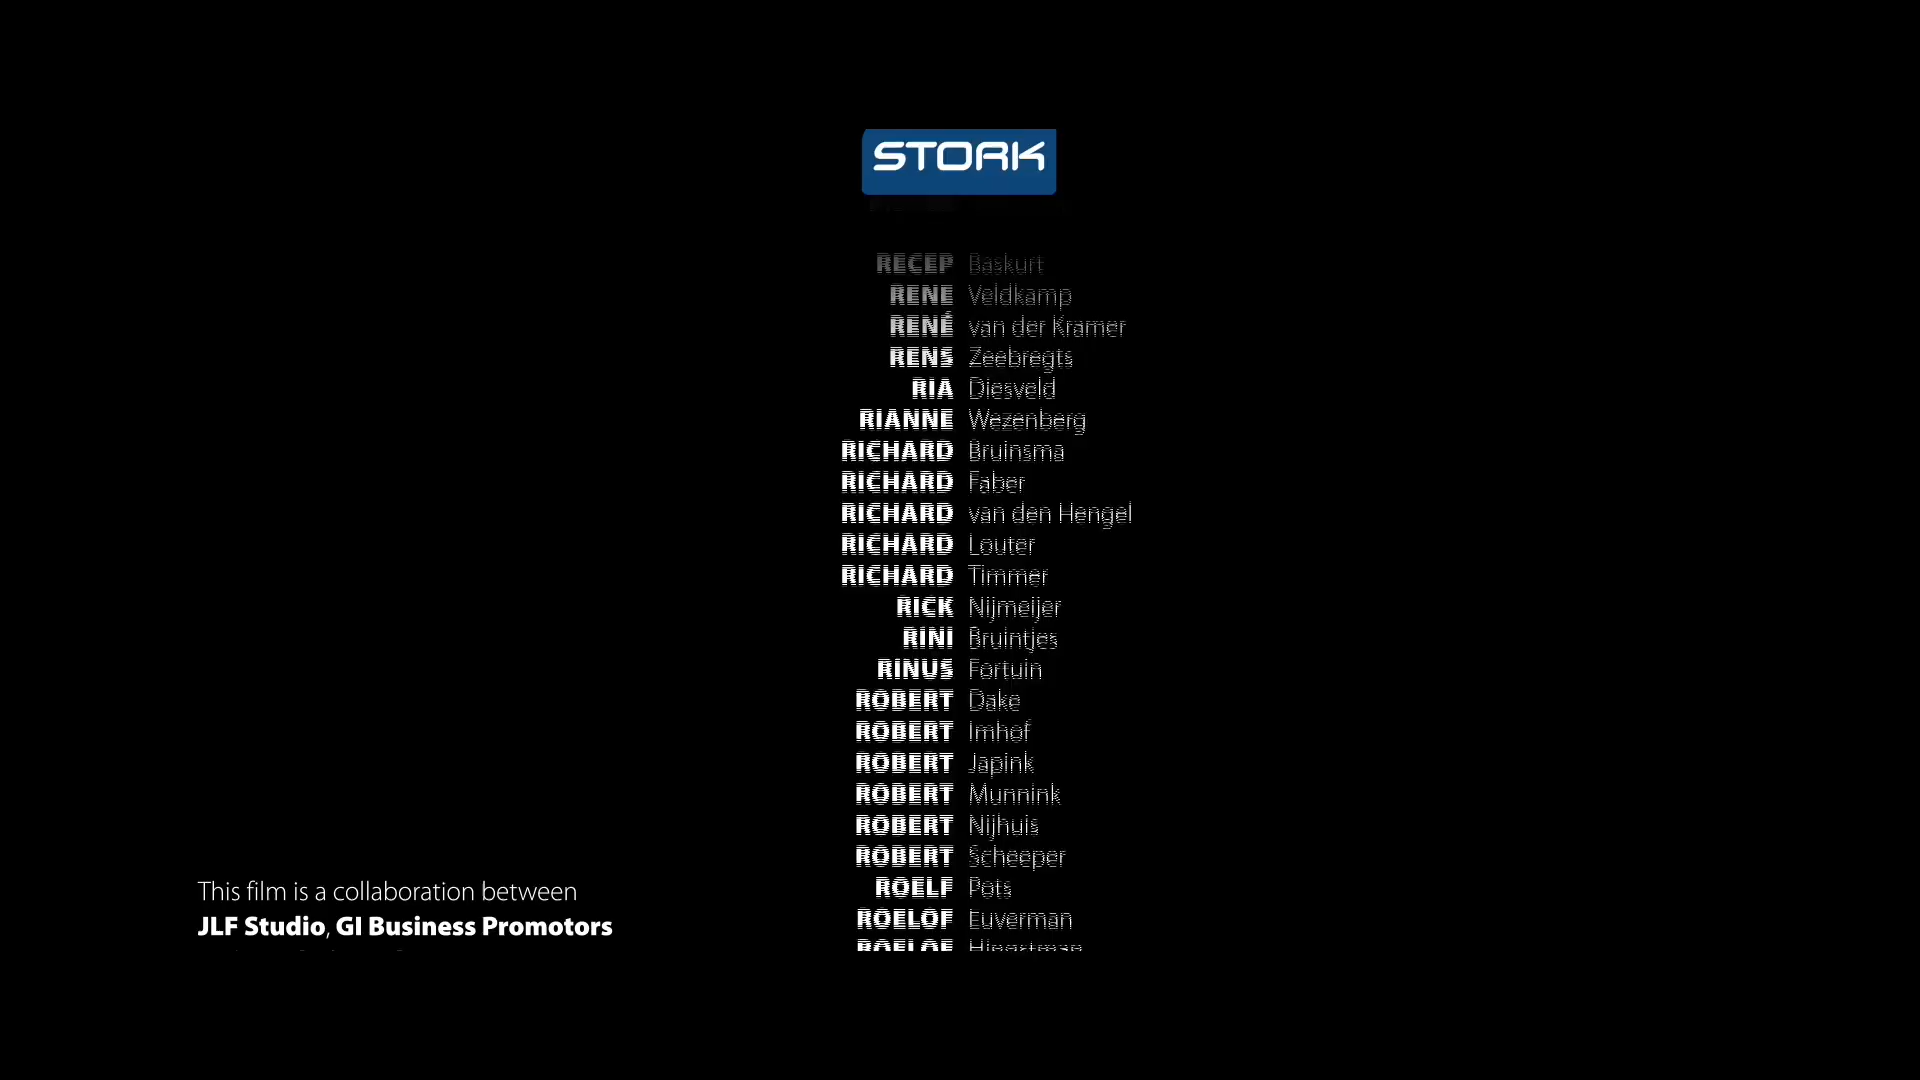 STORK
RECEP Baskurt
RENE Veldkamp
RENÉ van der Kramer
RENS Zeebregts
RIA Diesveld
RIANNE Wezenberg
RICHARD Bruinsma
RICHARD Faber
RICHARD van den Hengel
RICHARD Louter
RICHARD Timmer
RICK Nijmeijer
RINI Bruintjes
RINUS Fortuin
ROBERT Dake
ROBERT Imhof
ROBERT Japink
ROBERT Munnink
ROBERT Nijhuis
ROBERT Scheeper
ROELF Pots
ROELOF Euverman
ROELOF
This film is a collaboration between
JLF Studio, GI Business Promotors